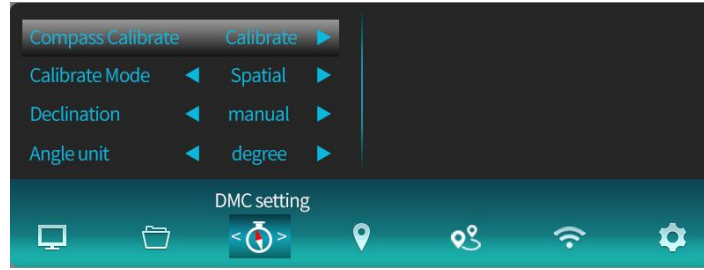 Compass Calibrate Calibrate
Calibrate Mode Spatial
Declination manual
Angle unit degree
DMC setting